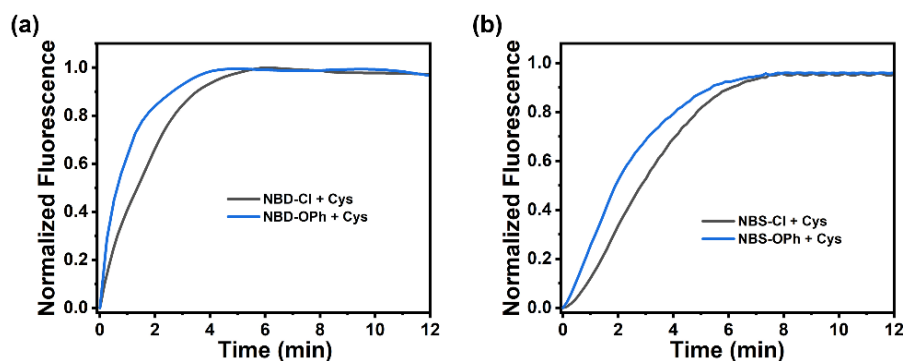 (a)
Normalized Fluorescence
1.0
0.8
0.6
0.4
0.2
0.0
NBD-Cl + Cys
NBD-OPh + Cys
0 2 4 6 8 10 12
Time (min)
(b)
Normalized Fluorescence
1.0
0.8
0.6
0.4
0.2
0.0
NBS-Cl + Cys
NBS-OPh + Cys
0 2 4 6 8 10 12
Time (min)